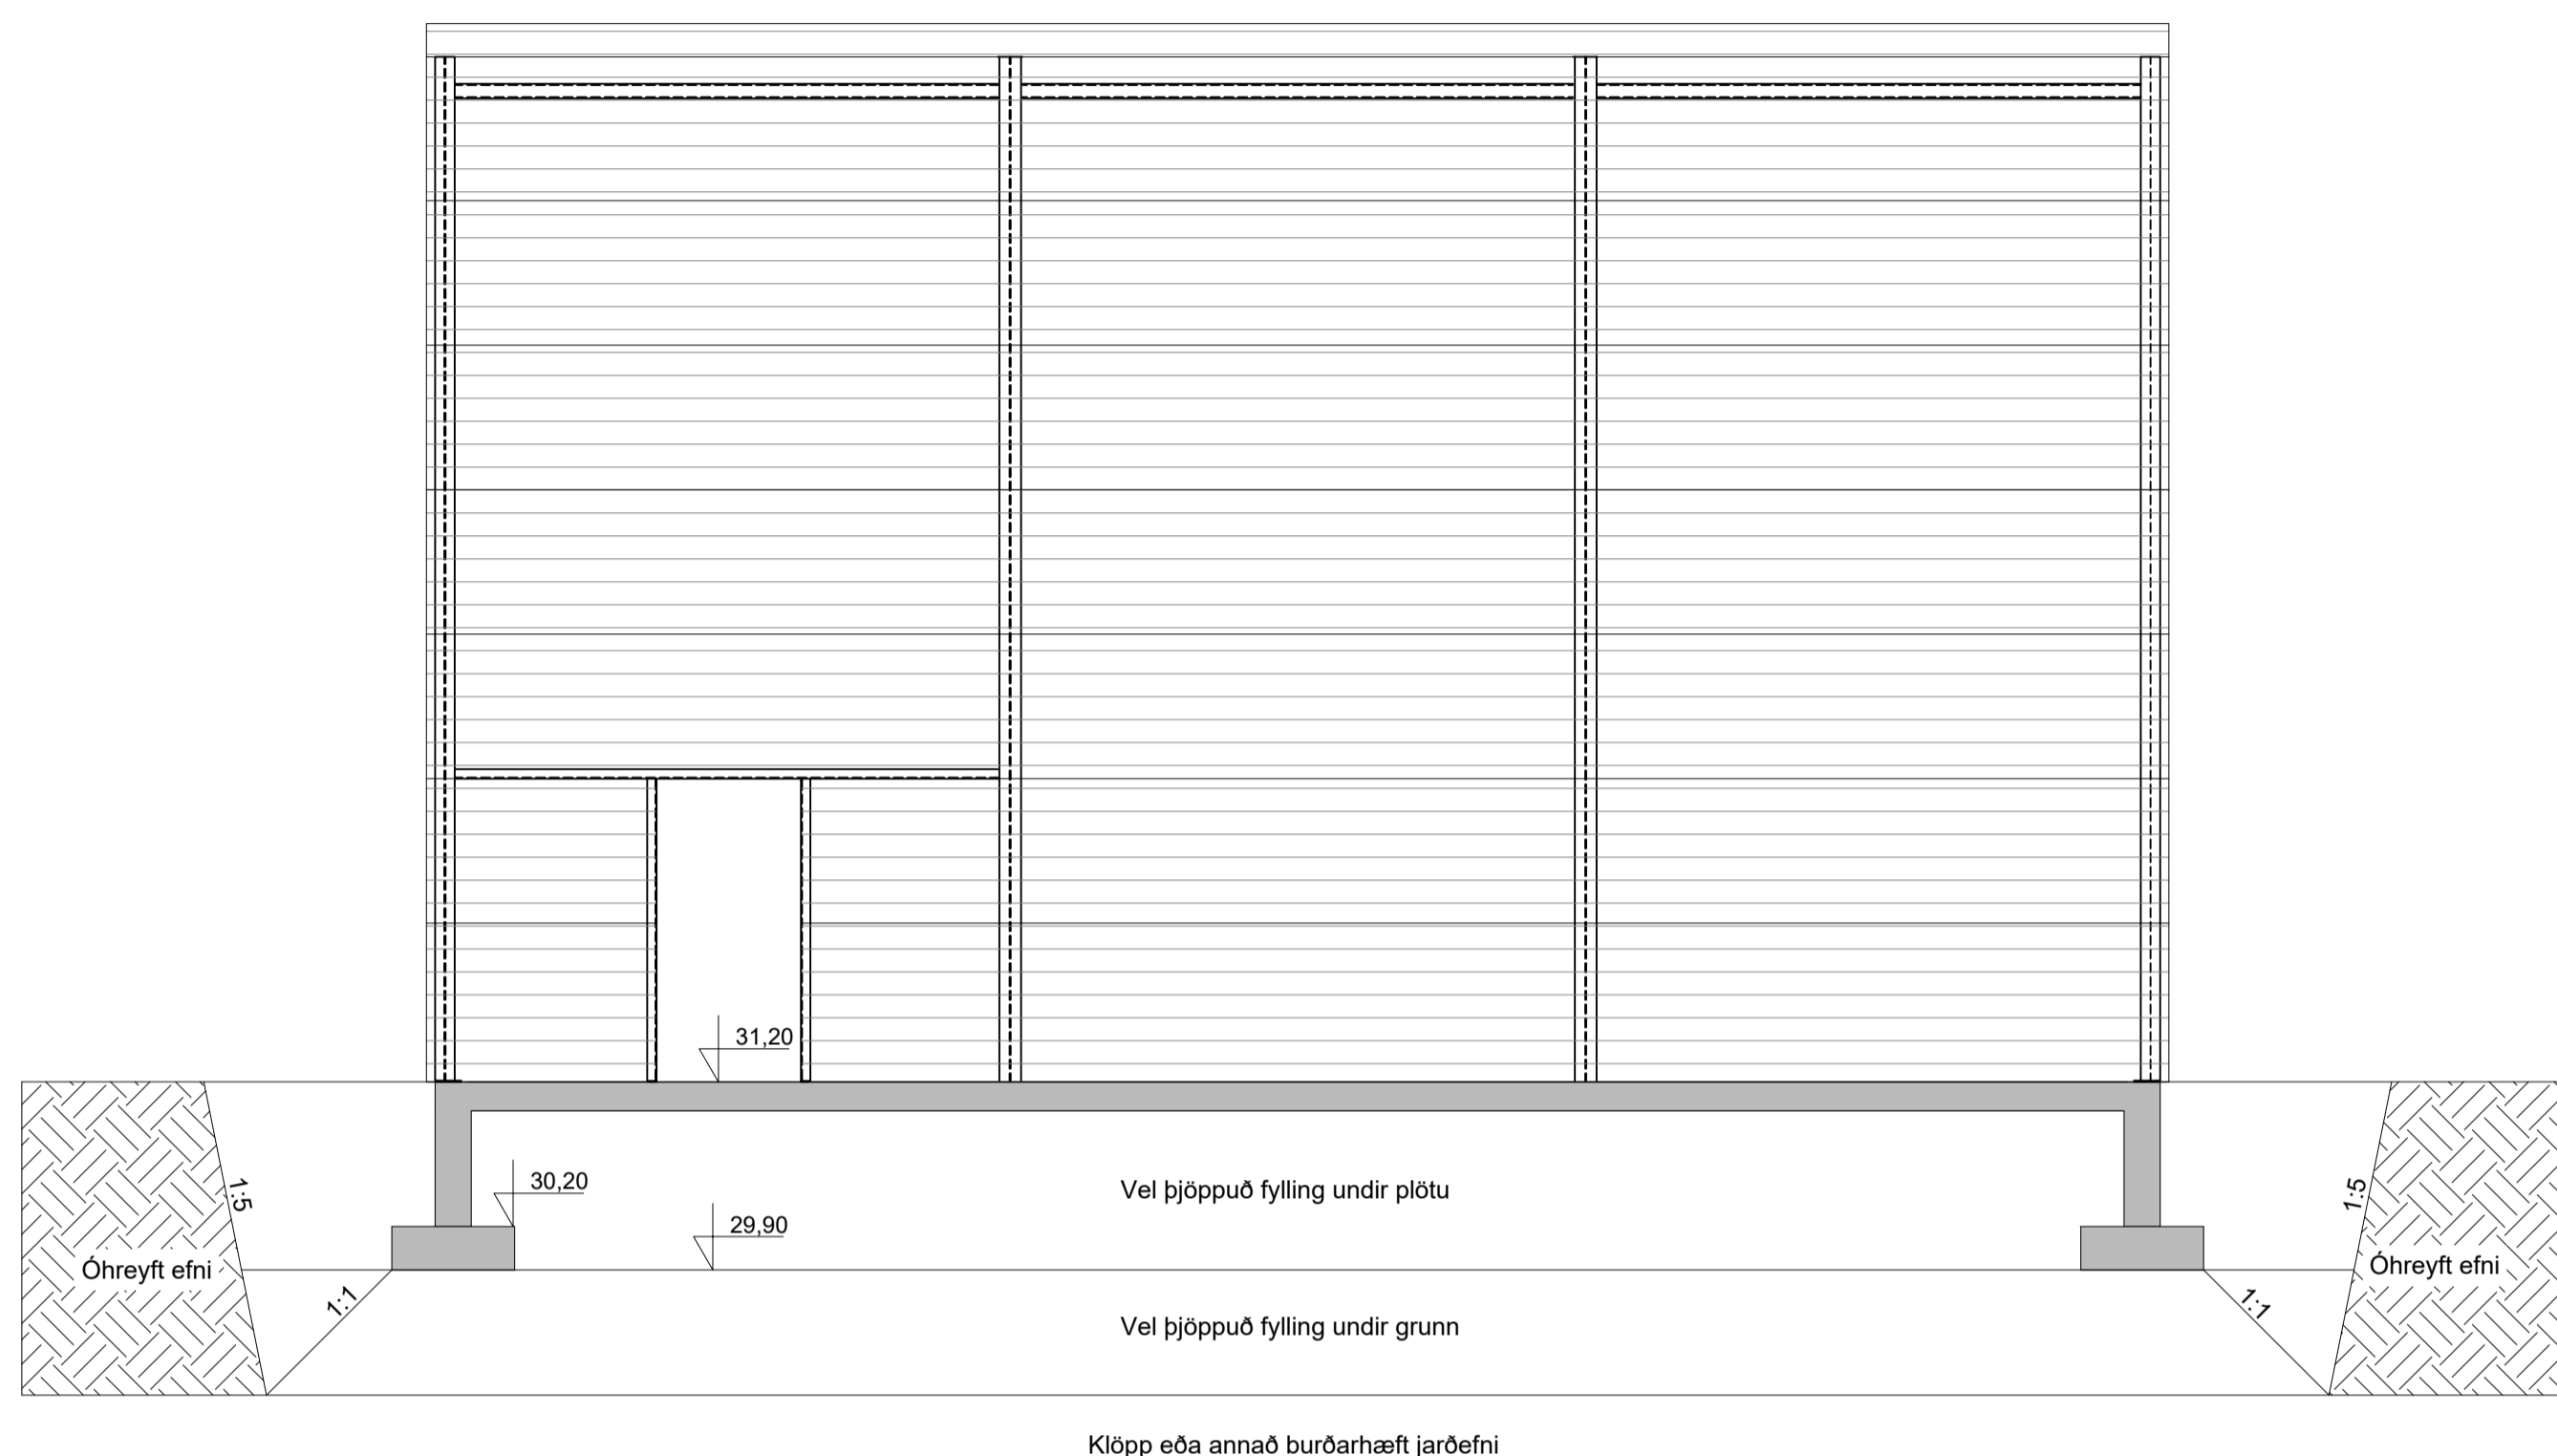 31,20
30,20
Vel þjöppuð fylling undir plötu
1:5
1:5
29,90
Óhreyft efni
Óhreyft efni
1:1
1:1
Vel þjöppuð fylling undir grunn
Klöpp eða annað burðarhæft jarðefni